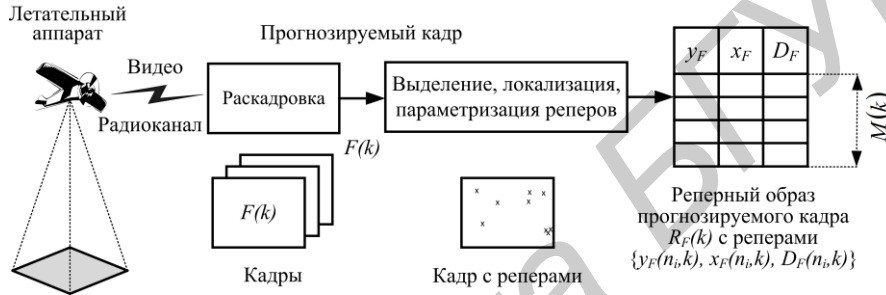 Летательный
аппарат
Видео
Радиоканал
Прогнозируемый кадр
Раскадровка
F(k)
Выделение, локализация,
параметризация реперов
y_F x_F D_F
M(k)
F(k)
Кадры
Кадр с реперами
Реперный образ
прогнозируемого кадра
R_F(k) с реперами
{y_F(n_i,k), x_F(n_i,k), D_F(n_i,k)}
БГУ